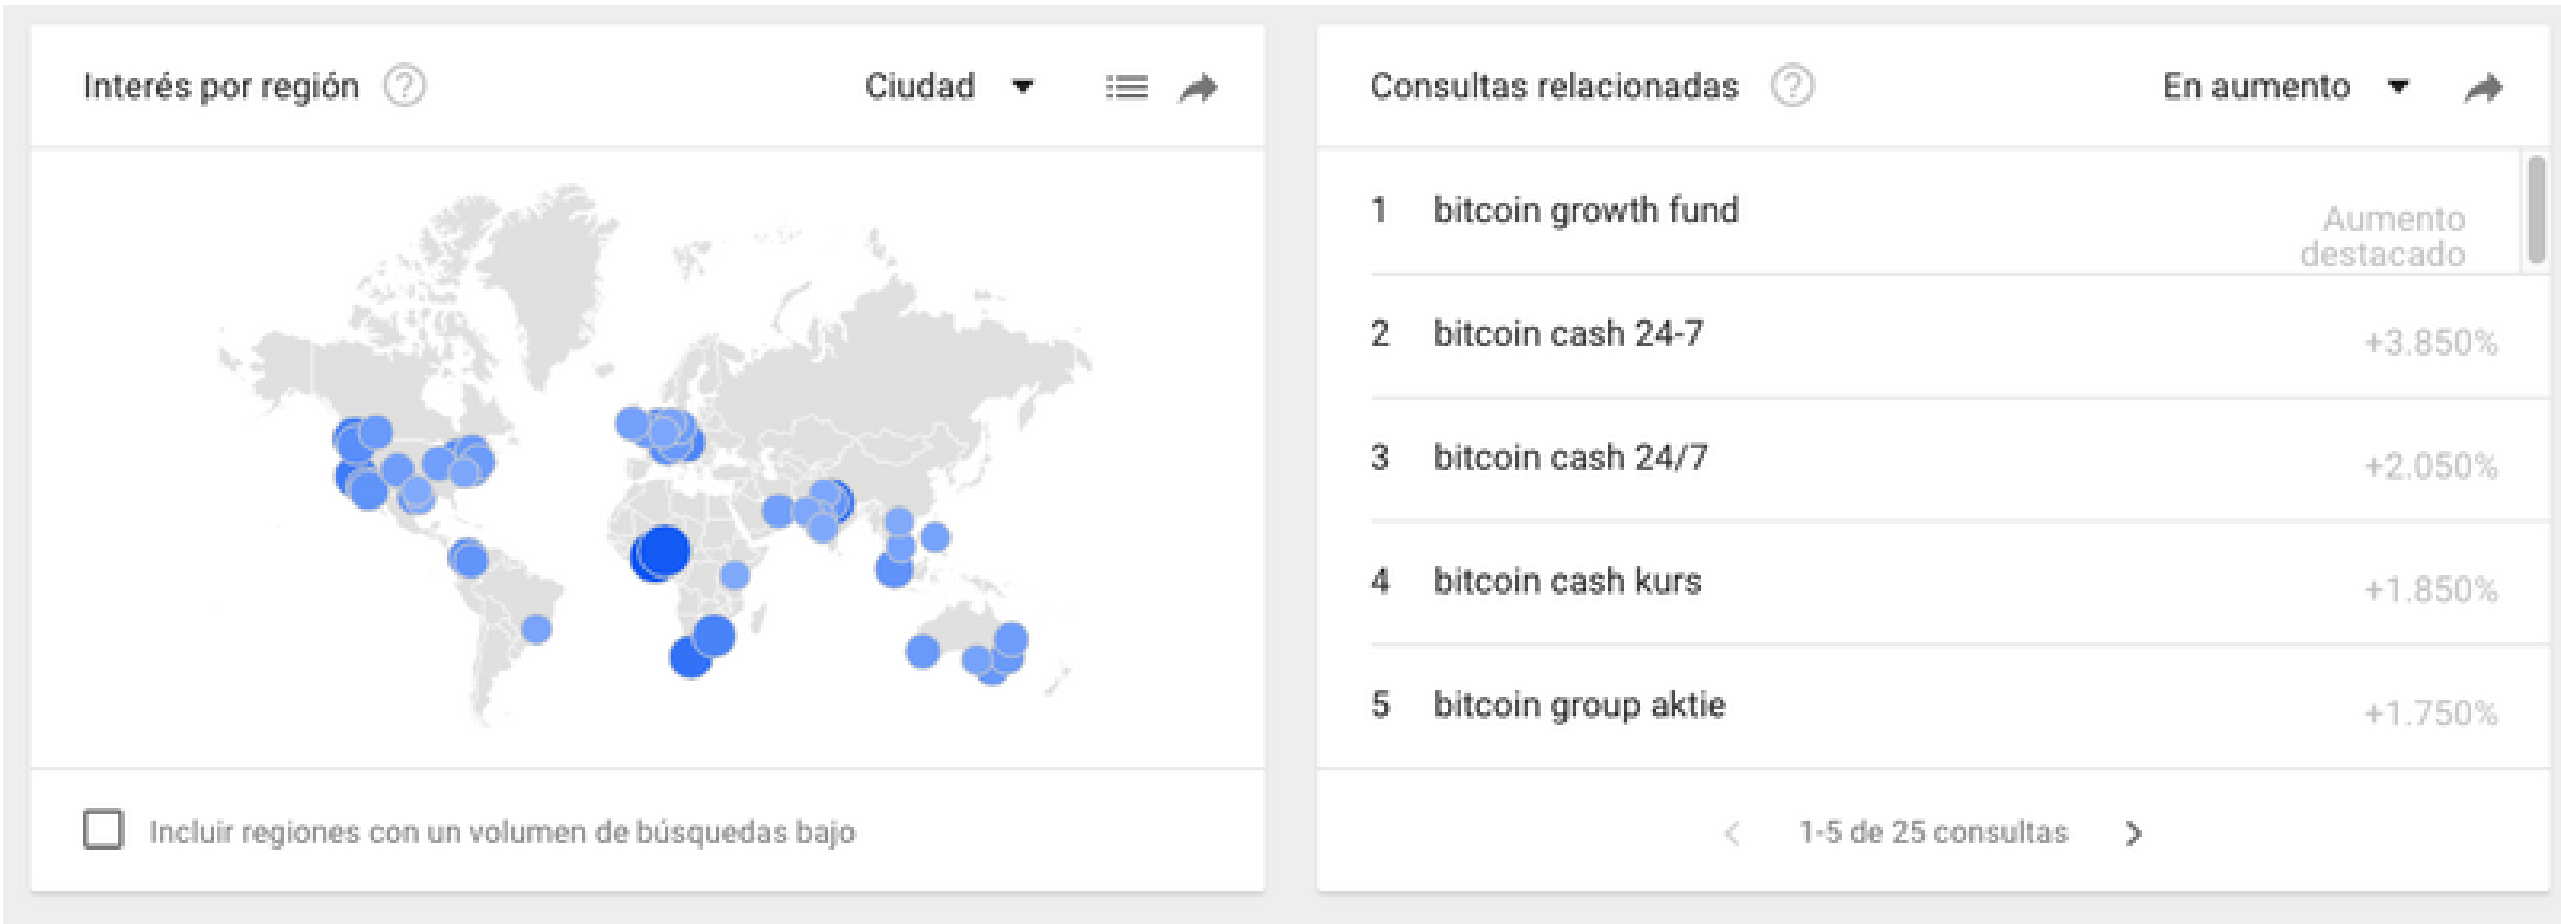 Interés por región
Ciudad
Incluir regiones con un volumen de búsquedas bajo
Consultas relacionadas
En aumento
1 bitcoin growth fund
Aumento
destacado
2 bitcoin cash 24-7 +3.850%
3 bitcoin cash 24/7 +2.050%
4 bitcoin cash kurs +1.850%
5 bitcoin group aktie +1.750%
1-5 de 25 consultas